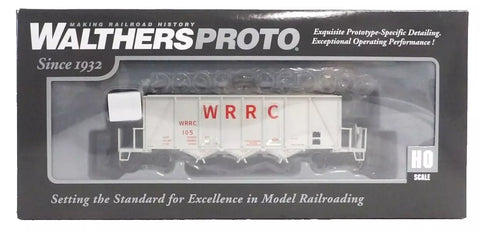 MAKING RAILROAD HISTORY
WALTHERSPROTO®
Since 1932
Exquisite Prototype-Specific Detailing.
Exceptional Operating Performance !
WRRC
WRRC
105
HO
SCALE
Setting the Standard for Excellence in Model Railroading